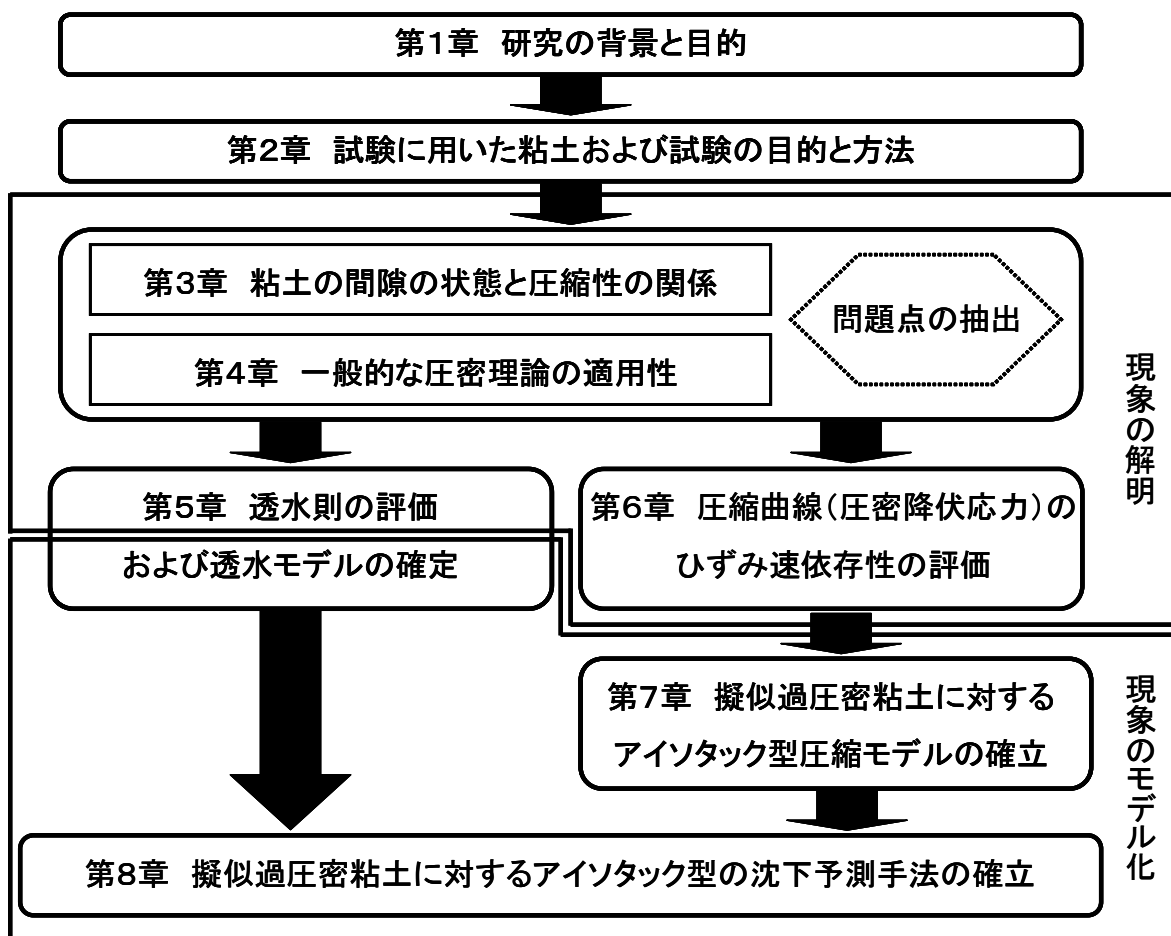 第1章 研究の背景と目的
第2章 試験に用いた粘土および試験の目的と方法
第3章 粘土の間隙の状態と圧縮性の関係
第4章 一般的な圧密理論の適用性
問題点の抽出
現象の解明
第5章 透水則の評価
および透水モデルの確定
第6章 圧縮曲線(圧密降伏応力)の
ひずみ速依存性の評価
第7章 擬似過圧密粘土に対する
アイソタック型圧縮モデルの確立
現象のモデル化
第8章 擬似過圧密粘土に対するアイソタック型の沈下予測手法の確立